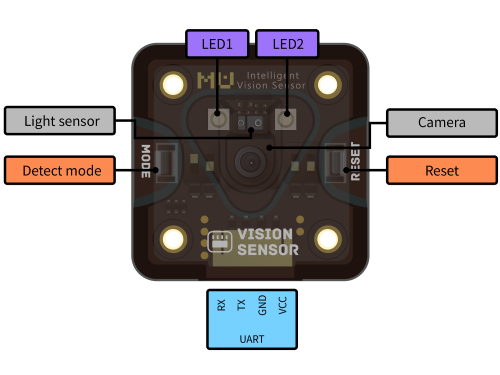 LED1
LED2
MU Intelligent
Vision Sensor
Light sensor
Camera
MODE
RESET
Detect mode
Reset
VISION
SENSOR
RX
TX
GND
VCC
UART